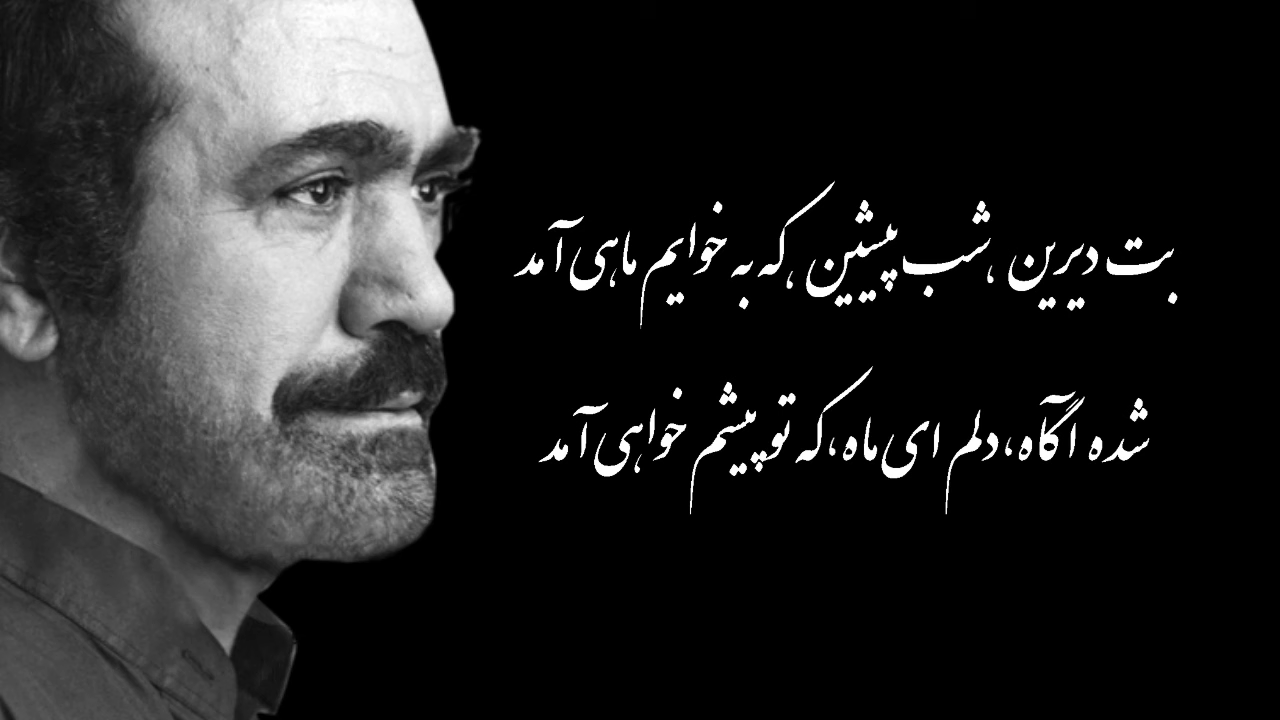 بت دیرین ،شب پیشین ،که به خوابم ماهی آمد
شده آگاه،دلم ای ماه،که تو پیشم خواهی آمد